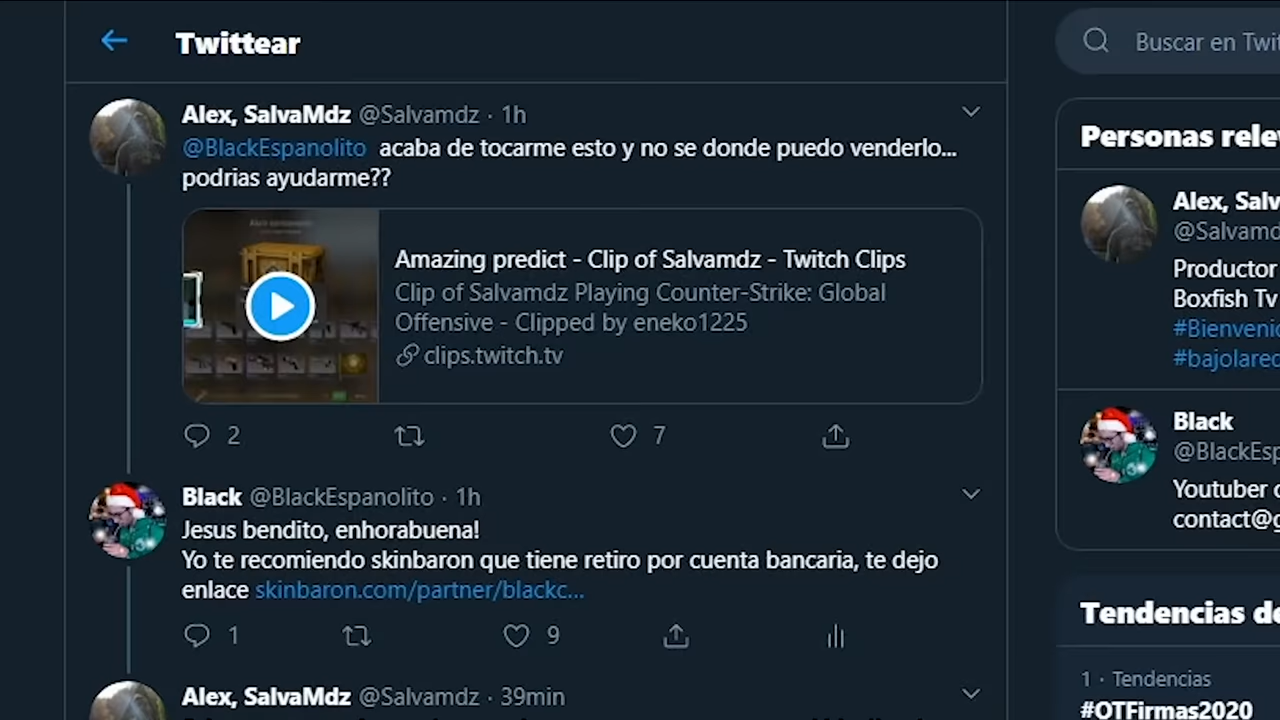 Twittear
Buscar en Twit
Alex, SalvaMdz @Salvamdz · 1h
@BlackEspanolito acaba de tocarme esto y no se donde puedo venderlo...
podrias ayudarme??
Amazing predict - Clip of Salvamdz - Twitch Clips
Clip of Salvamdz Playing Counter-Strike: Global
Offensive - Clipped by eneko1225
clips.twitch.tv
2
7
Black @BlackEspanolito · 1h
Jesus bendito, enhorabuena!
Yo te recomiendo skinbaron que tiene retiro por cuenta bancaria, te dejo
enlace skinbaron.com/partner/blackc...
1
9
Alex, SalvaMdz @Salvamdz · 39min
Personas rele
Alex, Salv
@Salvamd
Productor
Boxfish Tv
#Bienvenic
#bajolarec
Black
@BlackEsp
Youtuber
contact@g
Tendencias de
1 · Tendencias
#OTFirmas2020